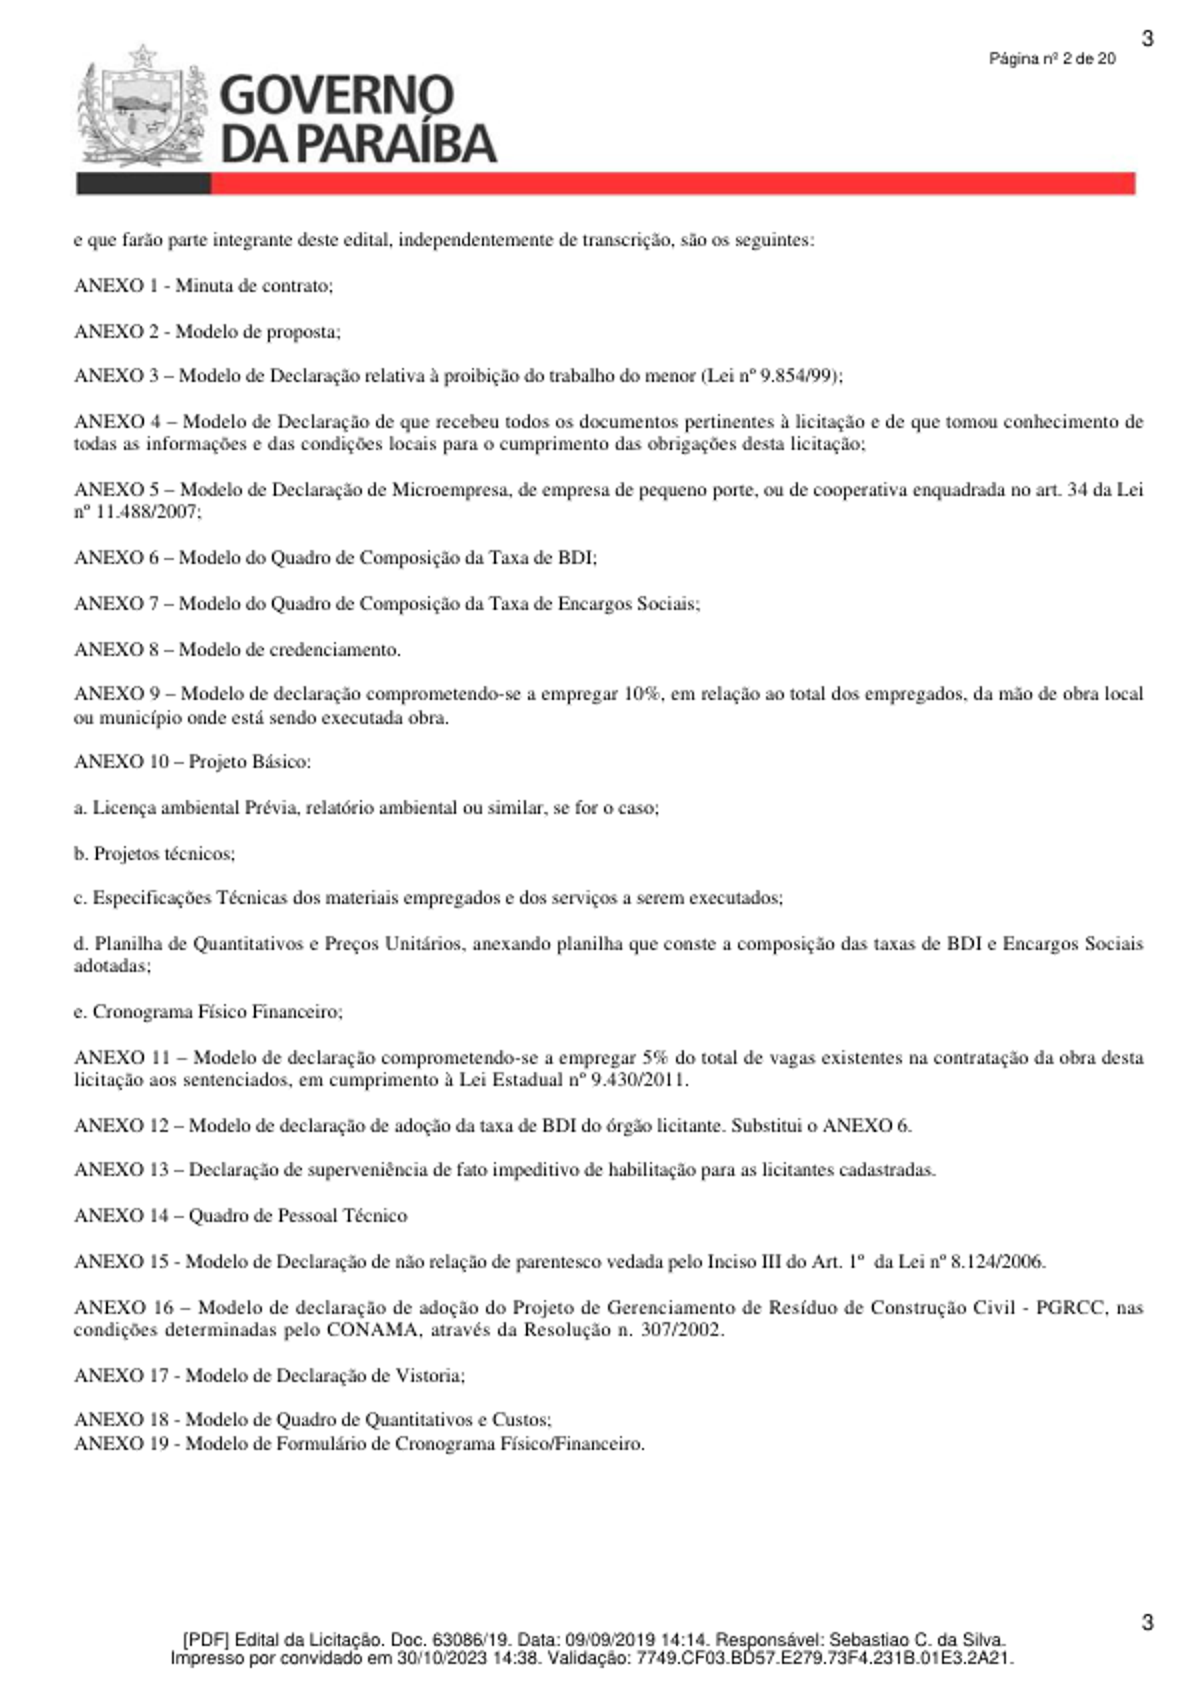 3
Página nº 2 de 20
GOVERNO
DA PARAÍBA
e que farão parte integrante deste edital, independentemente de transcrição, são os seguintes:
ANEXO 1 - Minuta de contrato;
ANEXO 2 - Modelo de proposta;
ANEXO 3 – Modelo de Declaração relativa à proibição do trabalho do menor (Lei nº 9.854/99);
ANEXO 4 – Modelo de Declaração de que recebeu todos os documentos pertinentes à licitação e de que tomou conhecimento de
todas as informações e das condições locais para o cumprimento das obrigações desta licitação;
ANEXO 5 – Modelo de Declaração de Microempresa, de empresa de pequeno porte, ou de cooperativa enquadrada no art. 34 da Lei
nº 11.488/2007;
ANEXO 6 – Modelo do Quadro de Composição da Taxa de BDI;
ANEXO 7 – Modelo do Quadro de Composição da Taxa de Encargos Sociais;
ANEXO 8 – Modelo de credenciamento.
ANEXO 9 – Modelo de declaração comprometendo-se a empregar 10%, em relação ao total dos empregados, da mão de obra local
ou município onde está sendo executada obra.
ANEXO 10 – Projeto Básico:
a. Licença ambiental Prévia, relatório ambiental ou similar, se for o caso;
b. Projetos técnicos;
c. Especificações Técnicas dos materiais empregados e dos serviços a serem executados;
d. Planilha de Quantitativos e Preços Unitários, anexando planilha que conste a composição das taxas de BDI e Encargos Sociais
adotadas;
e. Cronograma Físico Financeiro;
ANEXO 11 – Modelo de declaração comprometendo-se a empregar 5% do total de vagas existentes na contratação da obra desta
licitação aos sentenciados, em cumprimento à Lei Estadual nº 9.430/2011.
ANEXO 12 – Modelo de declaração de adoção da taxa de BDI do órgão licitante. Substitui o ANEXO 6.
ANEXO 13 – Declaração de superveniência de fato impeditivo de habilitação para as licitantes cadastradas.
ANEXO 14 – Quadro de Pessoal Técnico
ANEXO 15 - Modelo de Declaração de não relação de parentesco vedada pelo Inciso III do Art. 1º da Lei nº 8.124/2006.
ANEXO 16 – Modelo de declaração de adoção do Projeto de Gerenciamento de Resíduo de Construção Civil - PGRCC, nas
condições determinadas pelo CONAMA, através da Resolução n. 307/2002.
ANEXO 17 - Modelo de Declaração de Vistoria;
ANEXO 18 - Modelo de Quadro de Quantitativos e Custos;
ANEXO 19 - Modelo de Formulário de Cronograma Físico/Financeiro.
3
[PDF] Edital da Licitação. Doc. 63086/19. Data: 09/09/2019 14:14. Responsável: Sebastiao C. da Silva.
Impresso por convidado em 30/10/2023 14:38. Validação: 7749.CF03.BD57.E279.73F4.231B.01E3.2A21.